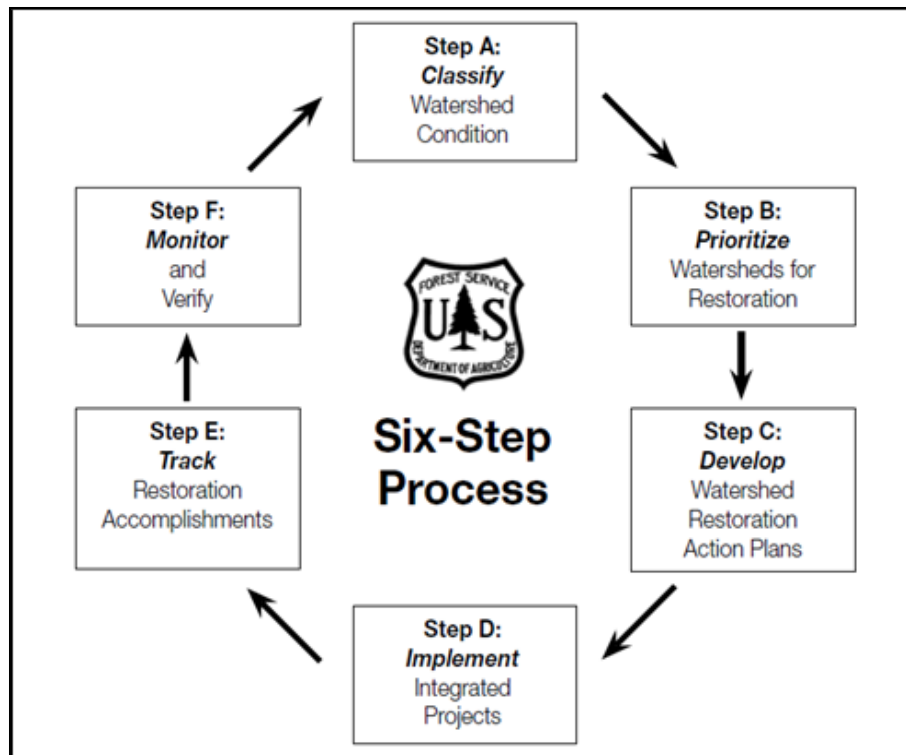 Step A:
Classify
Watershed
Condition
Step B:
Prioritize
Watersheds for
Restoration
Step C:
Develop
Watershed
Restoration
Action Plans
Step D:
Implement
Integrated
Projects
Step E:
Track
Restoration
Accomplishments
Step F:
Monitor
and
Verify
FOREST SERVICE
U S
DEPARTMENT OF AGRICULTURE
Six-Step
Process